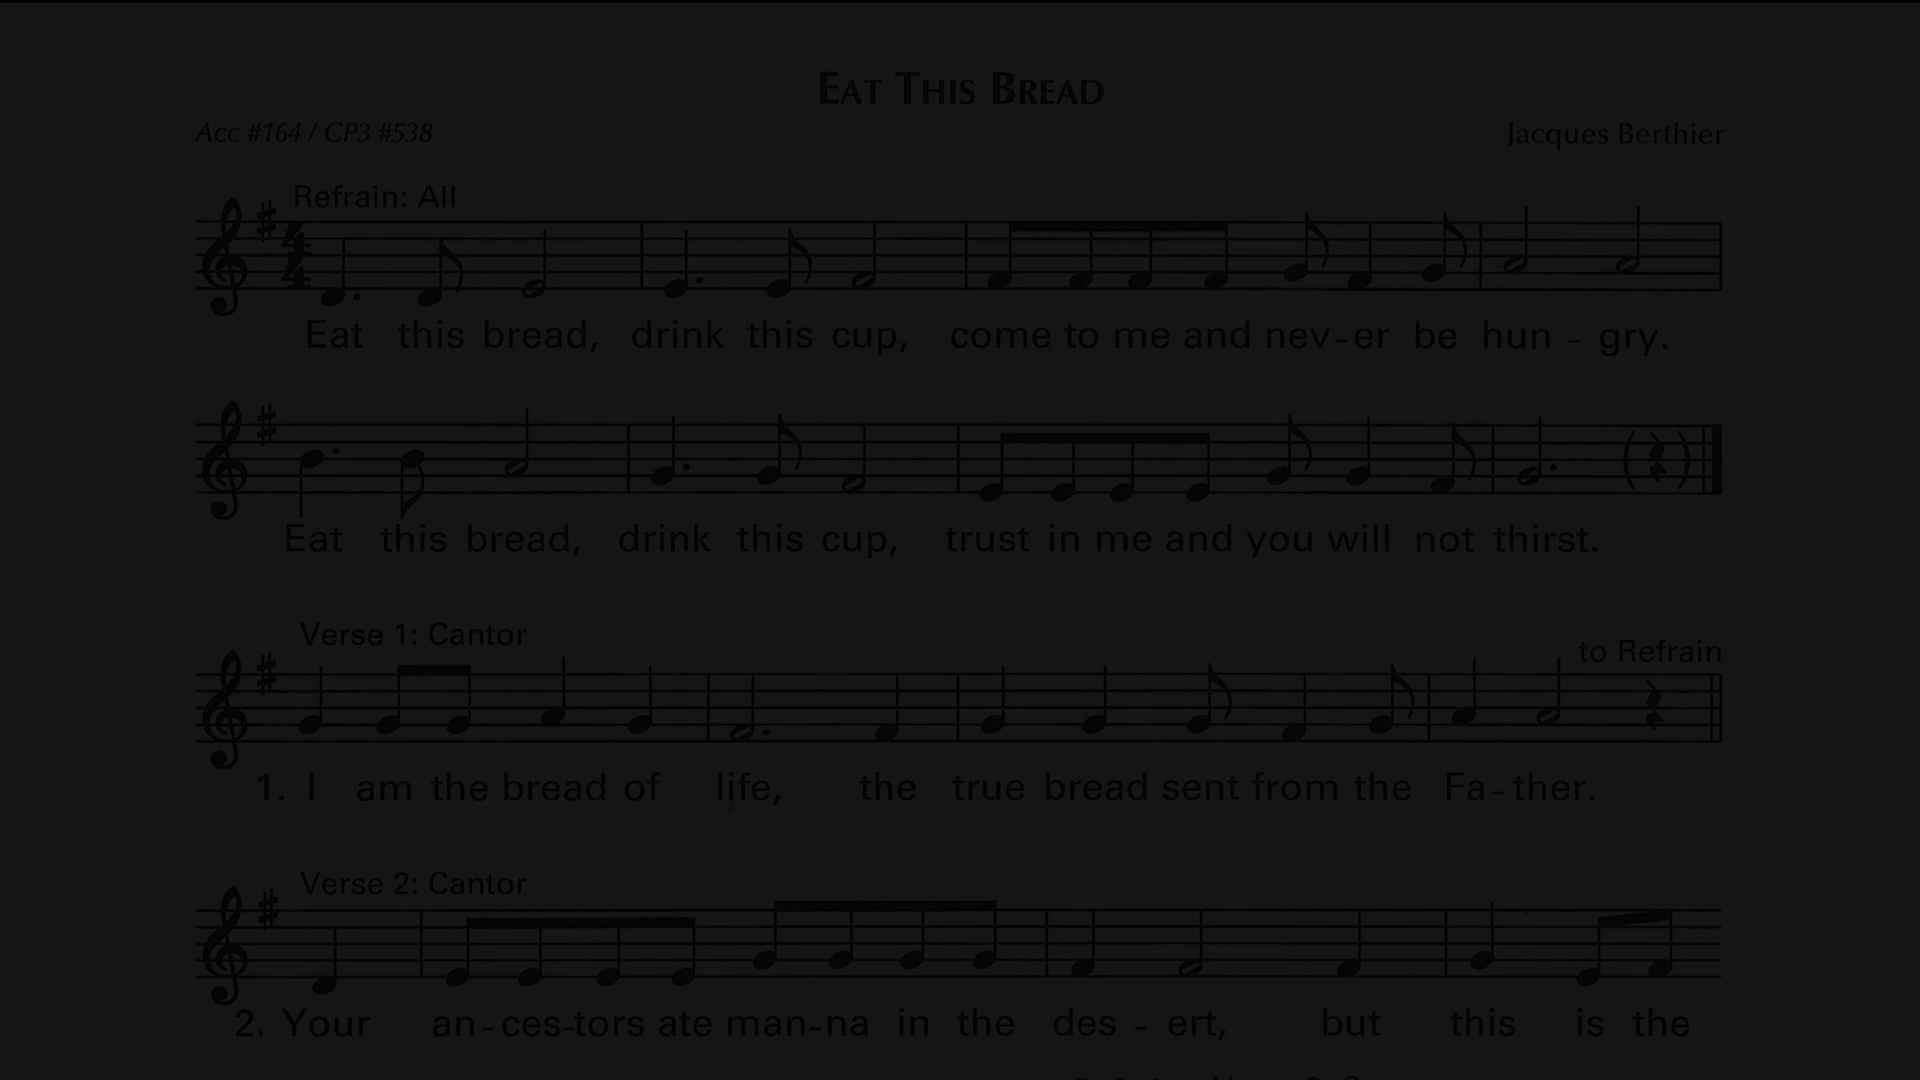 EAT THIS BREAD
Acc #164 / CP3 #538
Jacques Berthier
Refrain: All
Eat this bread, drink this cup, come to me and nev-er be hun - gry.
Eat this bread, drink this cup, trust in me and you will not thirst.
Verse 1: Cantor
to Refrain
1. I am the bread of life, the true bread sent from the Fa-ther.
Verse 2: Cantor
2. Your an-ces-tors ate man-na in the des - ert, but this is the